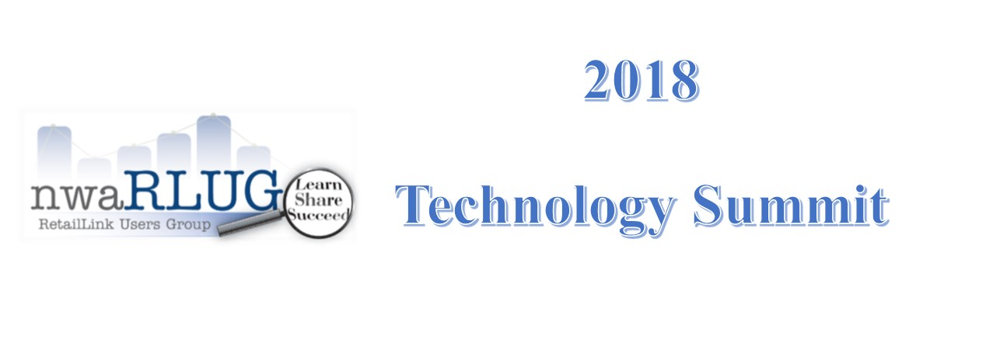 2018
Technology Summit
nwaRLUG
RetailLink Users Group
Learn
Share
Succeed